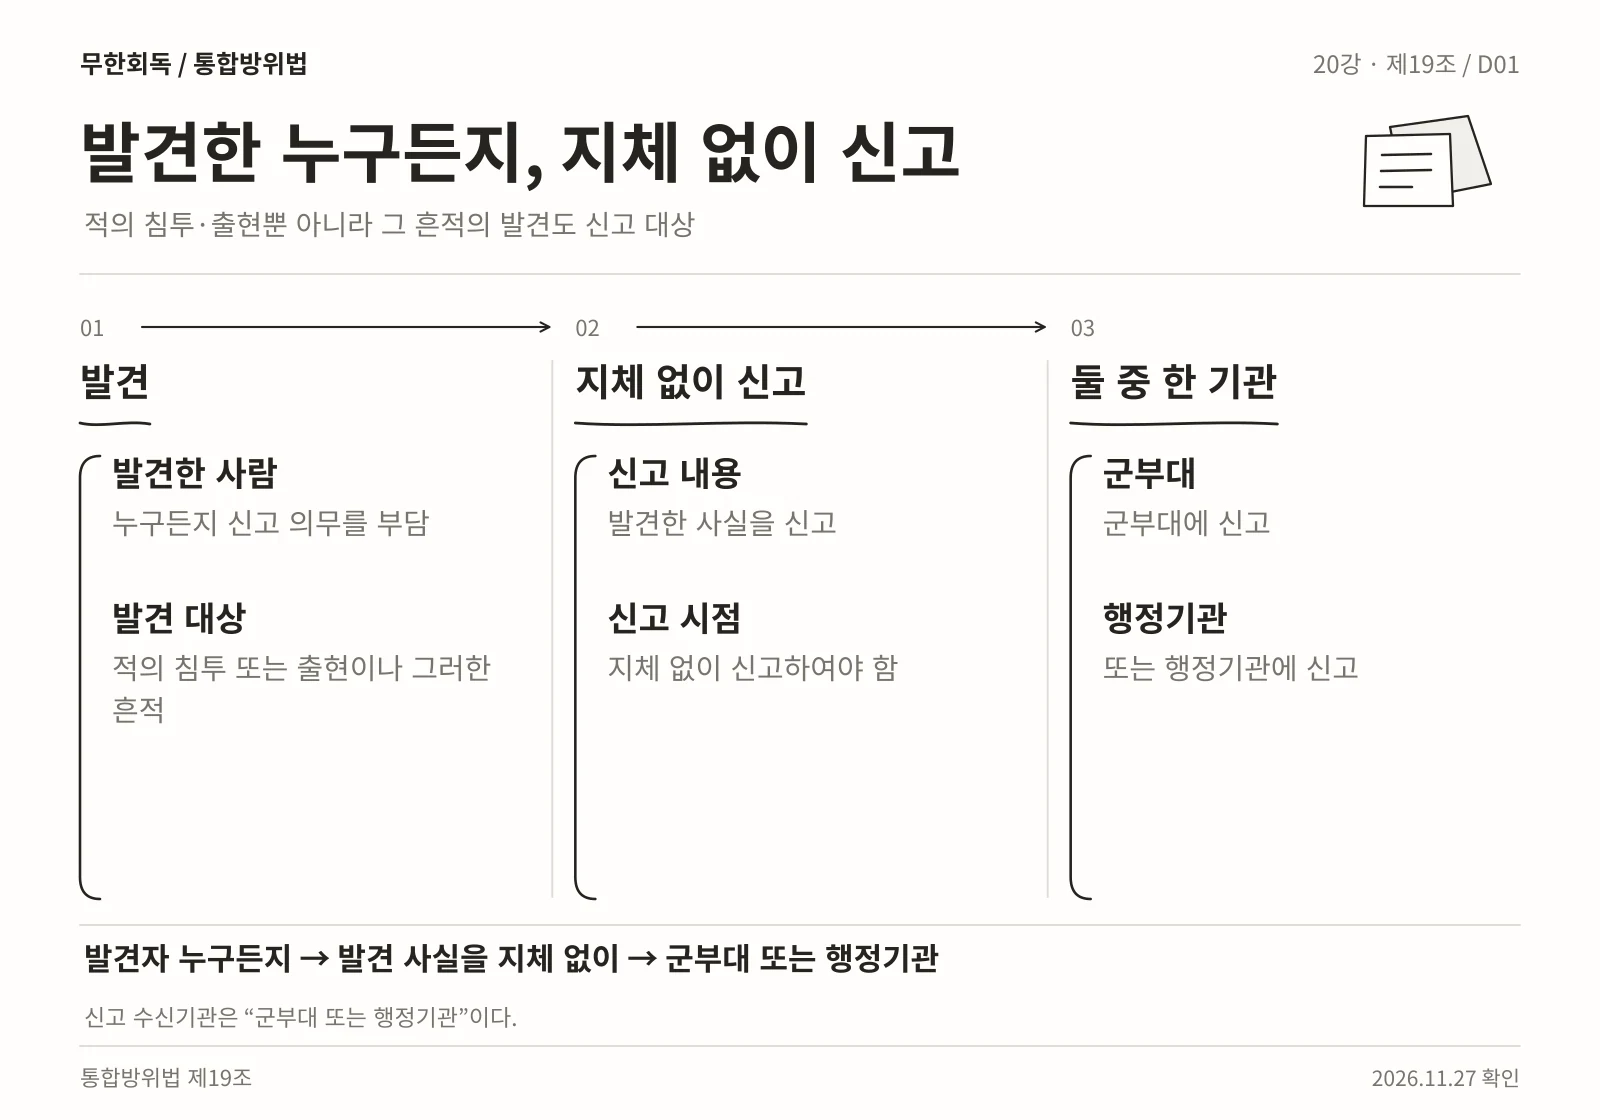 무한회독 / 통합방위법
20강 · 제19조 / D01
발견한 누구든지, 지체 없이 신고
적의 침투·출현뿐 아니라 그 흔적의 발견도 신고 대상
01
발견
발견한 사람
누구든지 신고 의무를 부담
발견 대상
적의 침투 또는 출현이나 그러한
흔적
02
지체 없이 신고
신고 내용
발견한 사실을 신고
신고 시점
지체 없이 신고하여야 함
03
둘 중 한 기관
군부대
군부대에 신고
행정기관
또는 행정기관에 신고
발견자 누구든지 → 발견 사실을 지체 없이 → 군부대 또는 행정기관
신고 수신기관은 “군부대 또는 행정기관”이다.
통합방위법 제19조
2026.11.27 확인